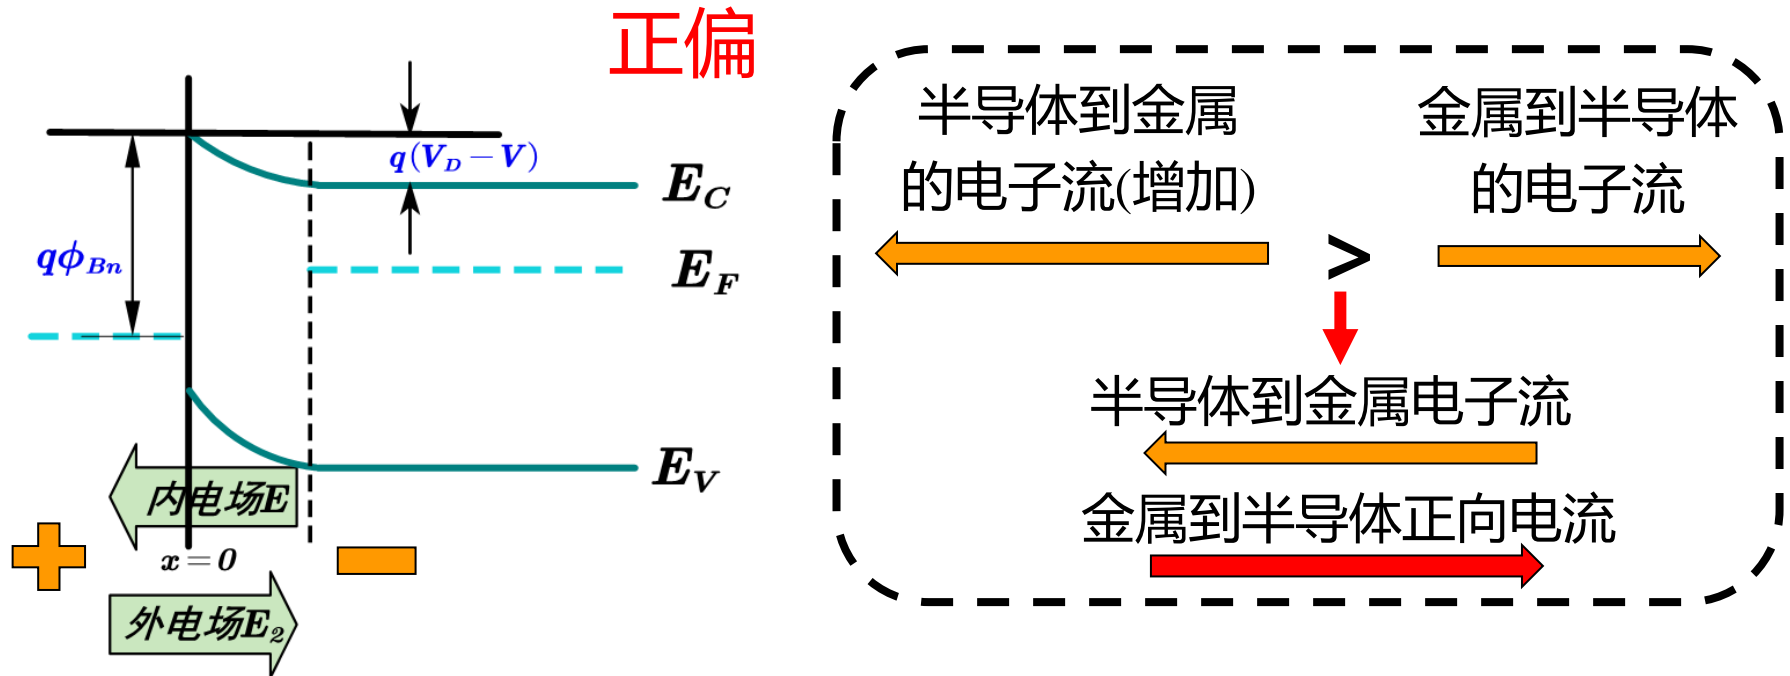 正偏
q(V_D − V)
E_C
qϕ_{Bn}
E_F
E_V
内电场E
x = 0
外电场E_2
半导体到金属
的电子流(增加)
>
金属到半导体
的电子流
半导体到金属电子流
金属到半导体正向电流